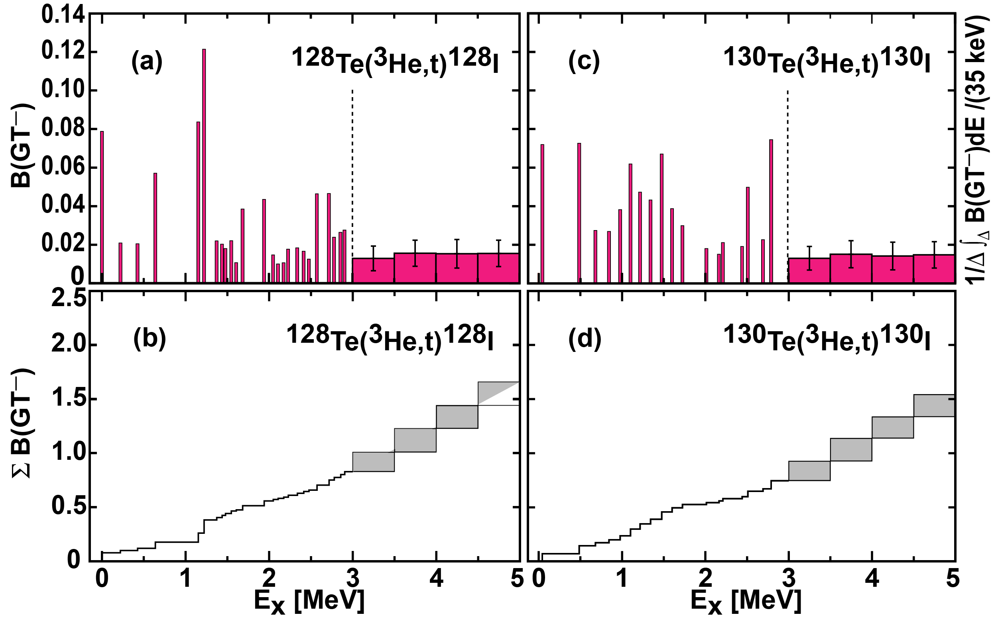 0.14
0.12
0.10
0.08
0.06
0.04
0.02
0
B(GT⁻)
(a)
¹²⁸Te(³He,t)¹²⁸I
(c)
¹³⁰Te(³He,t)¹³⁰I
1/Δ ∫Δ B(GT⁻)dE /(35 keV)
2.5
2.0
1.5
1.0
0.5
0
Σ B(GT⁻)
(b)
¹²⁸Te(³He,t)¹²⁸I
(d)
¹³⁰Te(³He,t)¹³⁰I
0 1 2 3 4 5
0 1 2 3 4 5
Eₓ [MeV]
Eₓ [MeV]